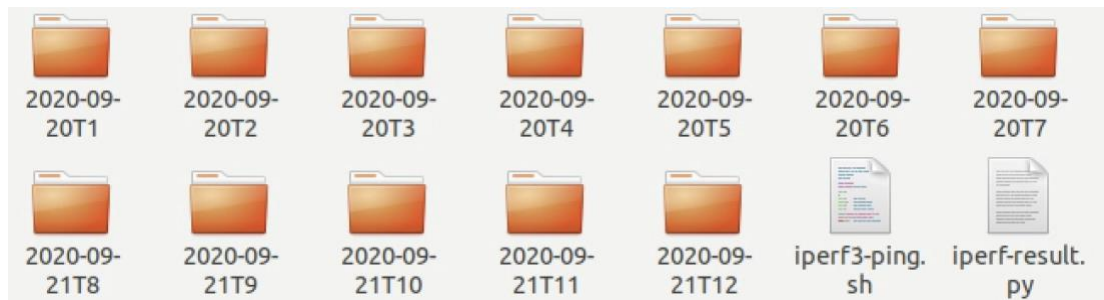 2020-09- 2020-09- 2020-09- 2020-09- 2020-09- 2020-09- 2020-09-
20T1 20T2 20T3 20T4 20T5 20T6 20T7
2020-09- 2020-09- 2020-09- 2020-09- 2020-09- iperf3-ping. iperf-result.
21T8 21T9 21T10 21T11 21T12 sh py